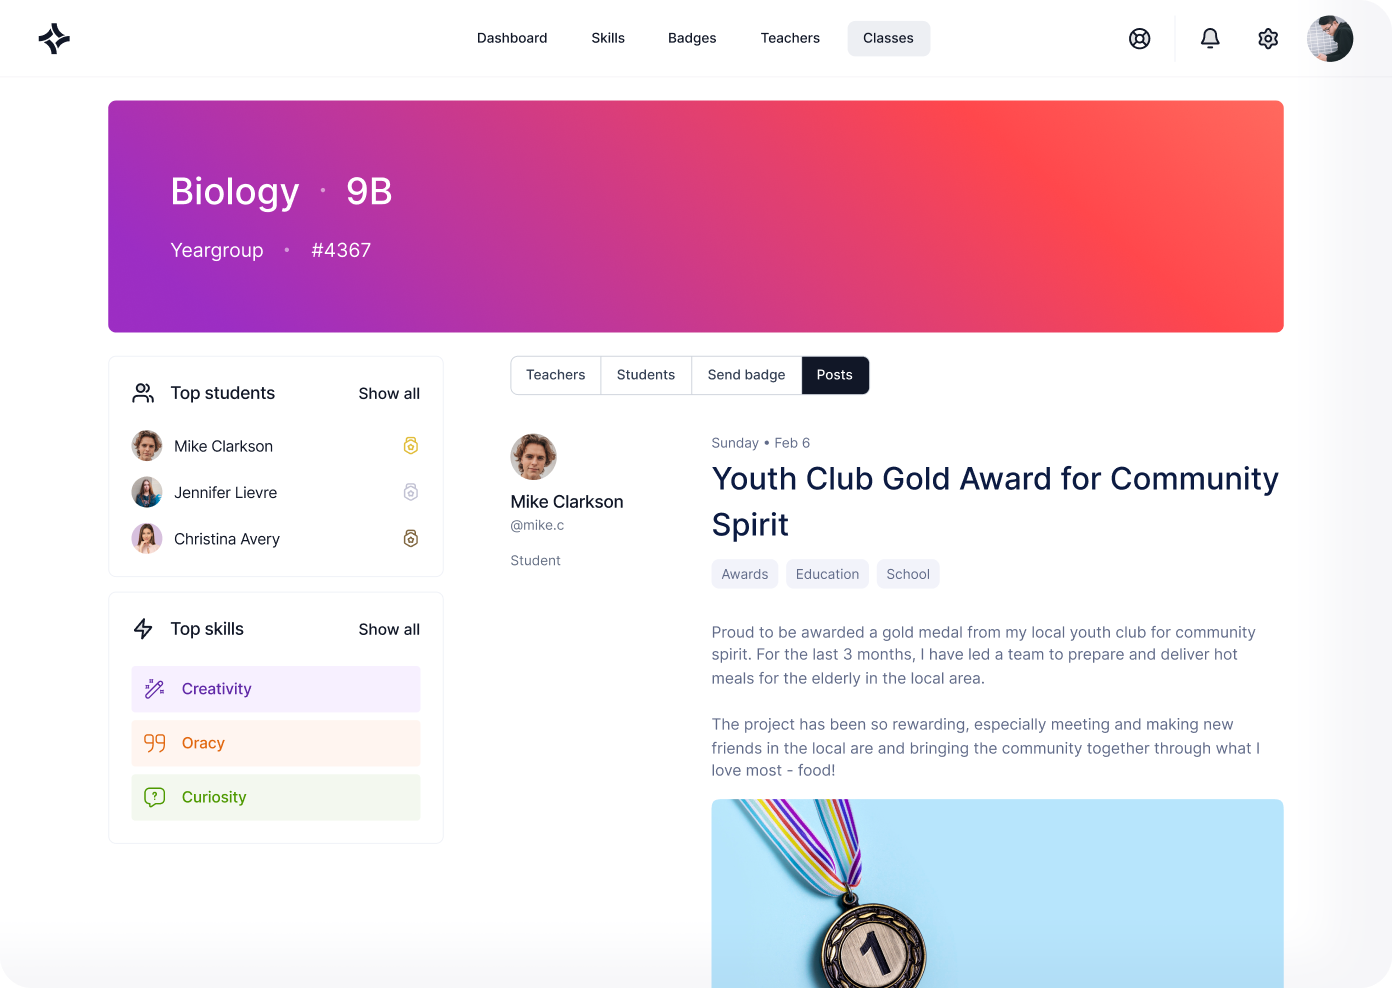 Dashboard
Skills
Badges
Teachers
Classes
Biology · 9B
Yeargroup · #4367
Top students
Show all
Mike Clarkson
Jennifer Lievre
Christina Avery
Top skills
Show all
Creativity
Oracy
Curiosity
Teachers
Students
Send badge
Posts
Mike Clarkson
@mike.c
Student
Sunday • Feb 6
Youth Club Gold Award for Community
Spirit
Awards
Education
School
Proud to be awarded a gold medal from my local youth club for community
spirit. For the last 3 months, I have led a team to prepare and deliver hot
meals for the elderly in the local area.
The project has been so rewarding, especially meeting and making new
friends in the local are and bringing the community together through what I
love most - food!
1